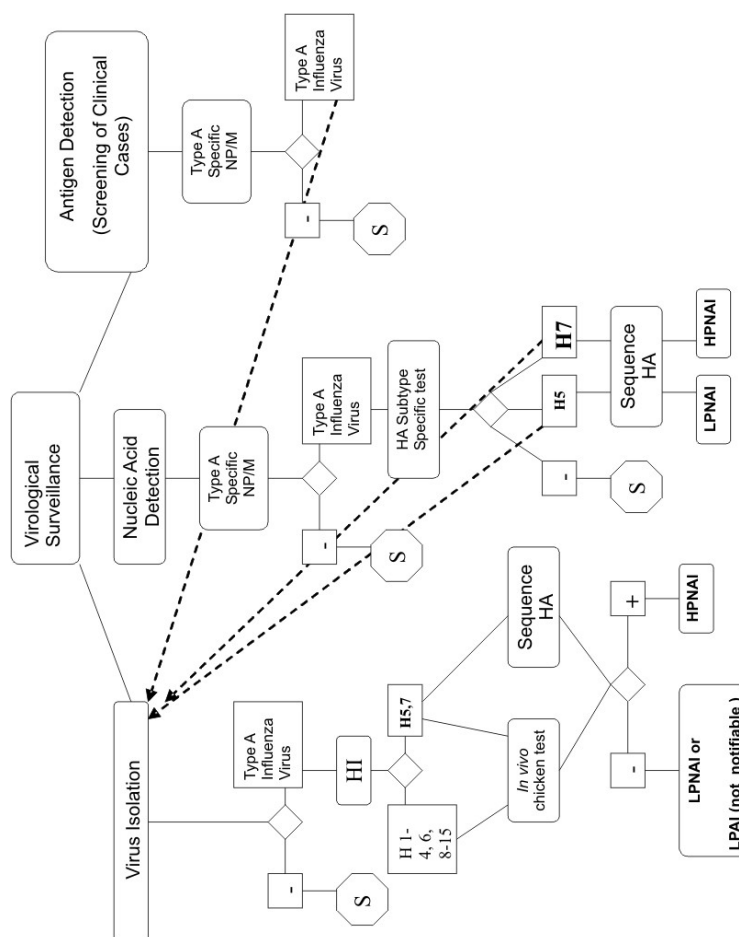 Virological
Surveillance
Virus Isolation
Nucleic Acid
Detection
Antigen Detection
(Screening of Clinical
Cases)
-
S
Type A
Influenza
Virus
HI
H 1-
4, 6,
8-15
H5,7
In vivo
chicken test
Sequence
HA
-
+
LPNAI or
LPAI (not notifiable )
HPNAI
Type A
Specific
NP/M
-
S
Type A
Influenza
Virus
HA Subtype
Specific test
-
S
H5
H7
Sequence
HA
LPNAI
HPNAI
Type A
Specific
NP/M
-
S
Type A
Influenza
Virus